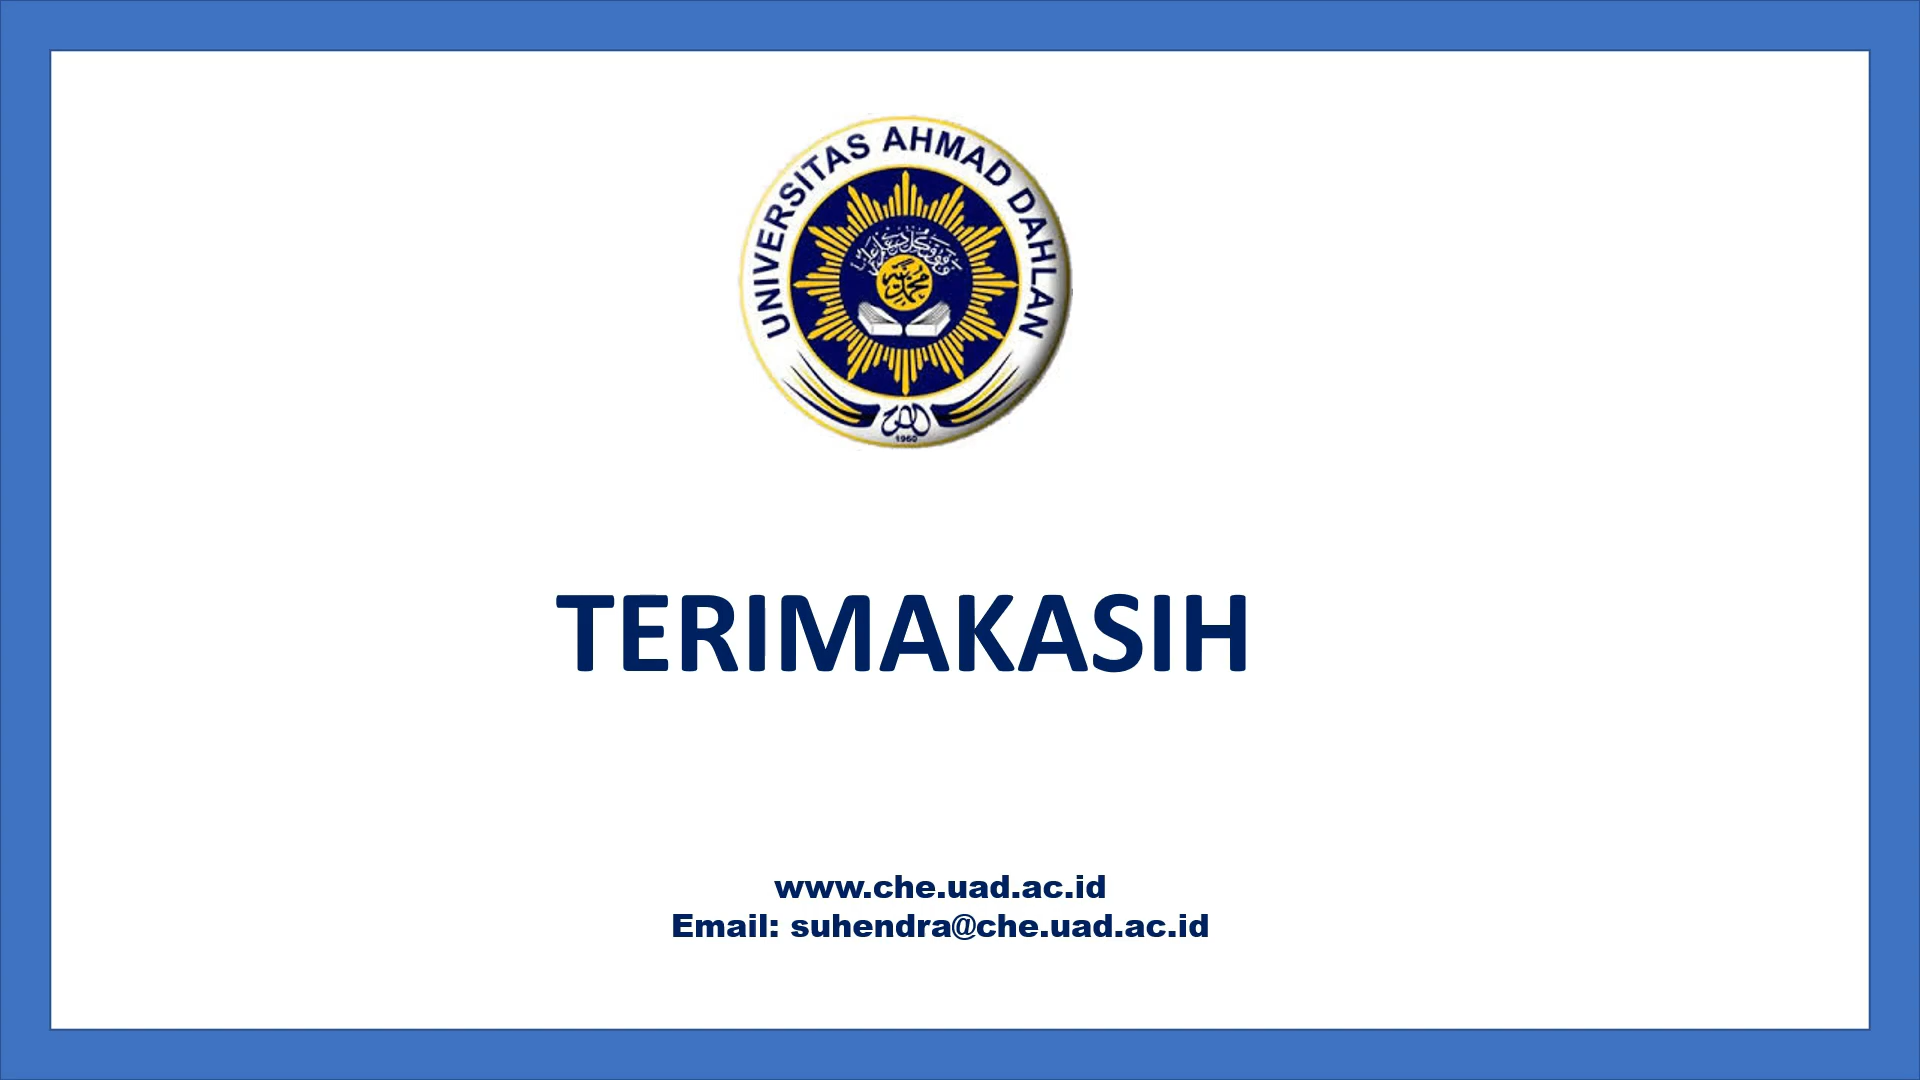 UNIVERSITAS AHMAD DAHLAN
1960
TERIMAKASIH
www.che.uad.ac.id
Email: suhendra@che.uad.ac.id